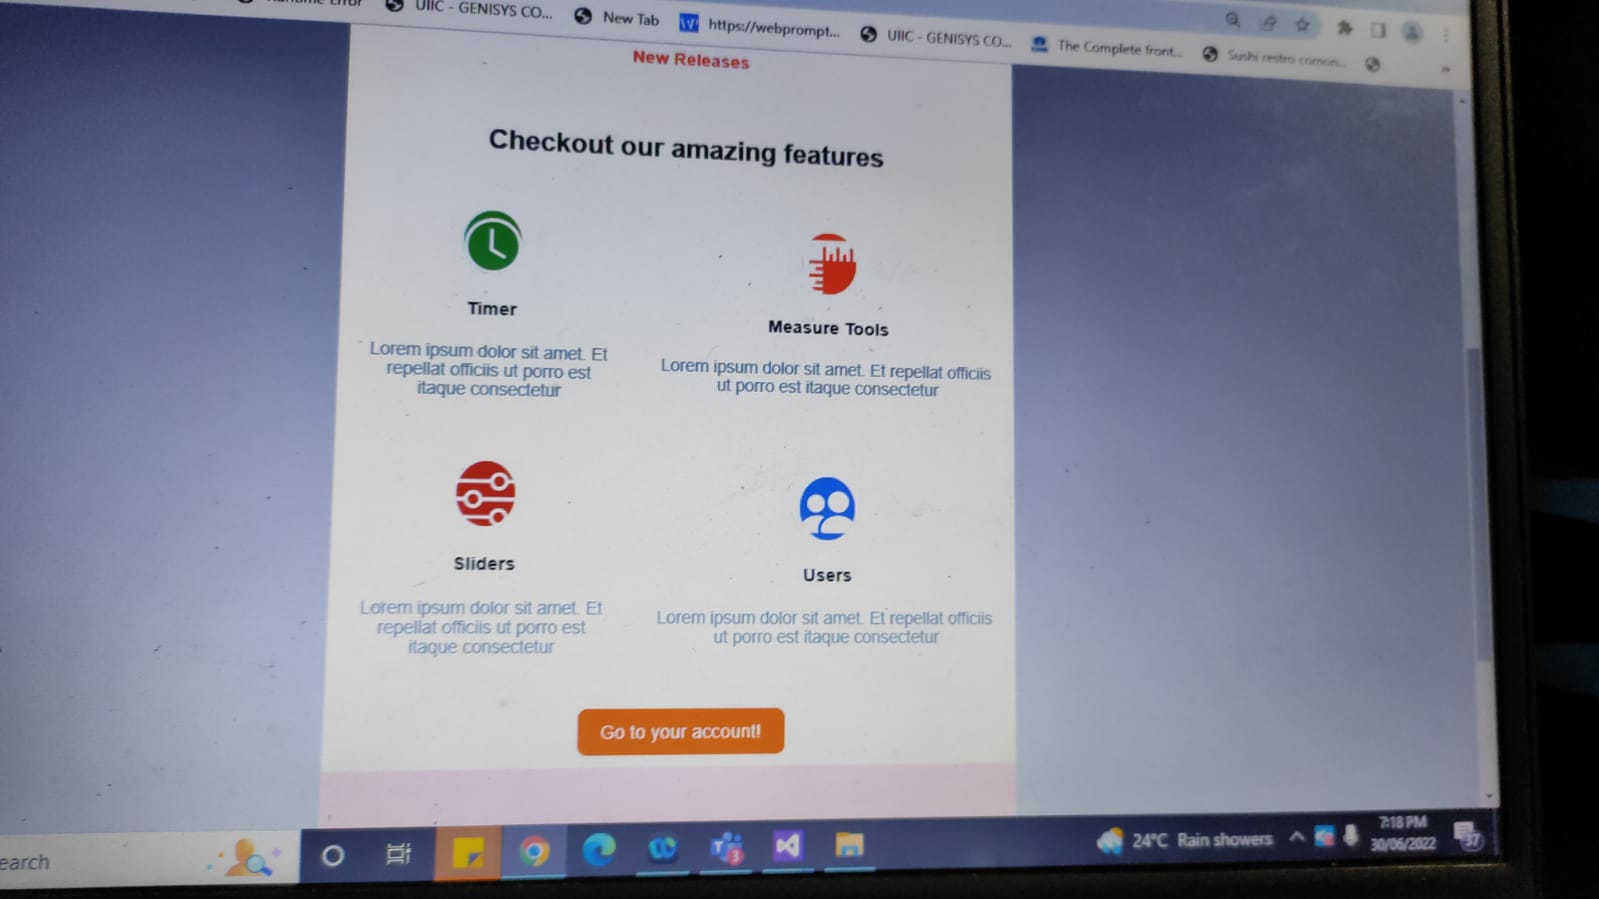 UIIC - GENISYS CO...
New Tab
https://webprompt...
UIIC - GENISYS CO...
The Complete front...
Sushi restro comon...
New Releases
Checkout our amazing features
Timer
Lorem ipsum dolor sit amet. Et
repellat officiis ut porro est
itaque consectetur
Measure Tools
Lorem ipsum dolor sit amet. Et repellat officiis
ut porro est itaque consectetur
Sliders
Lorem ipsum dolor sit amet. Et
repellat officiis ut porro est
itaque consectetur
Users
Lorem ipsum dolor sit amet. Et repellat officiis
ut porro est itaque consectetur
Go to your account!
earch
3
24°C Rain showers
7:18 PM
30/06/2022
37